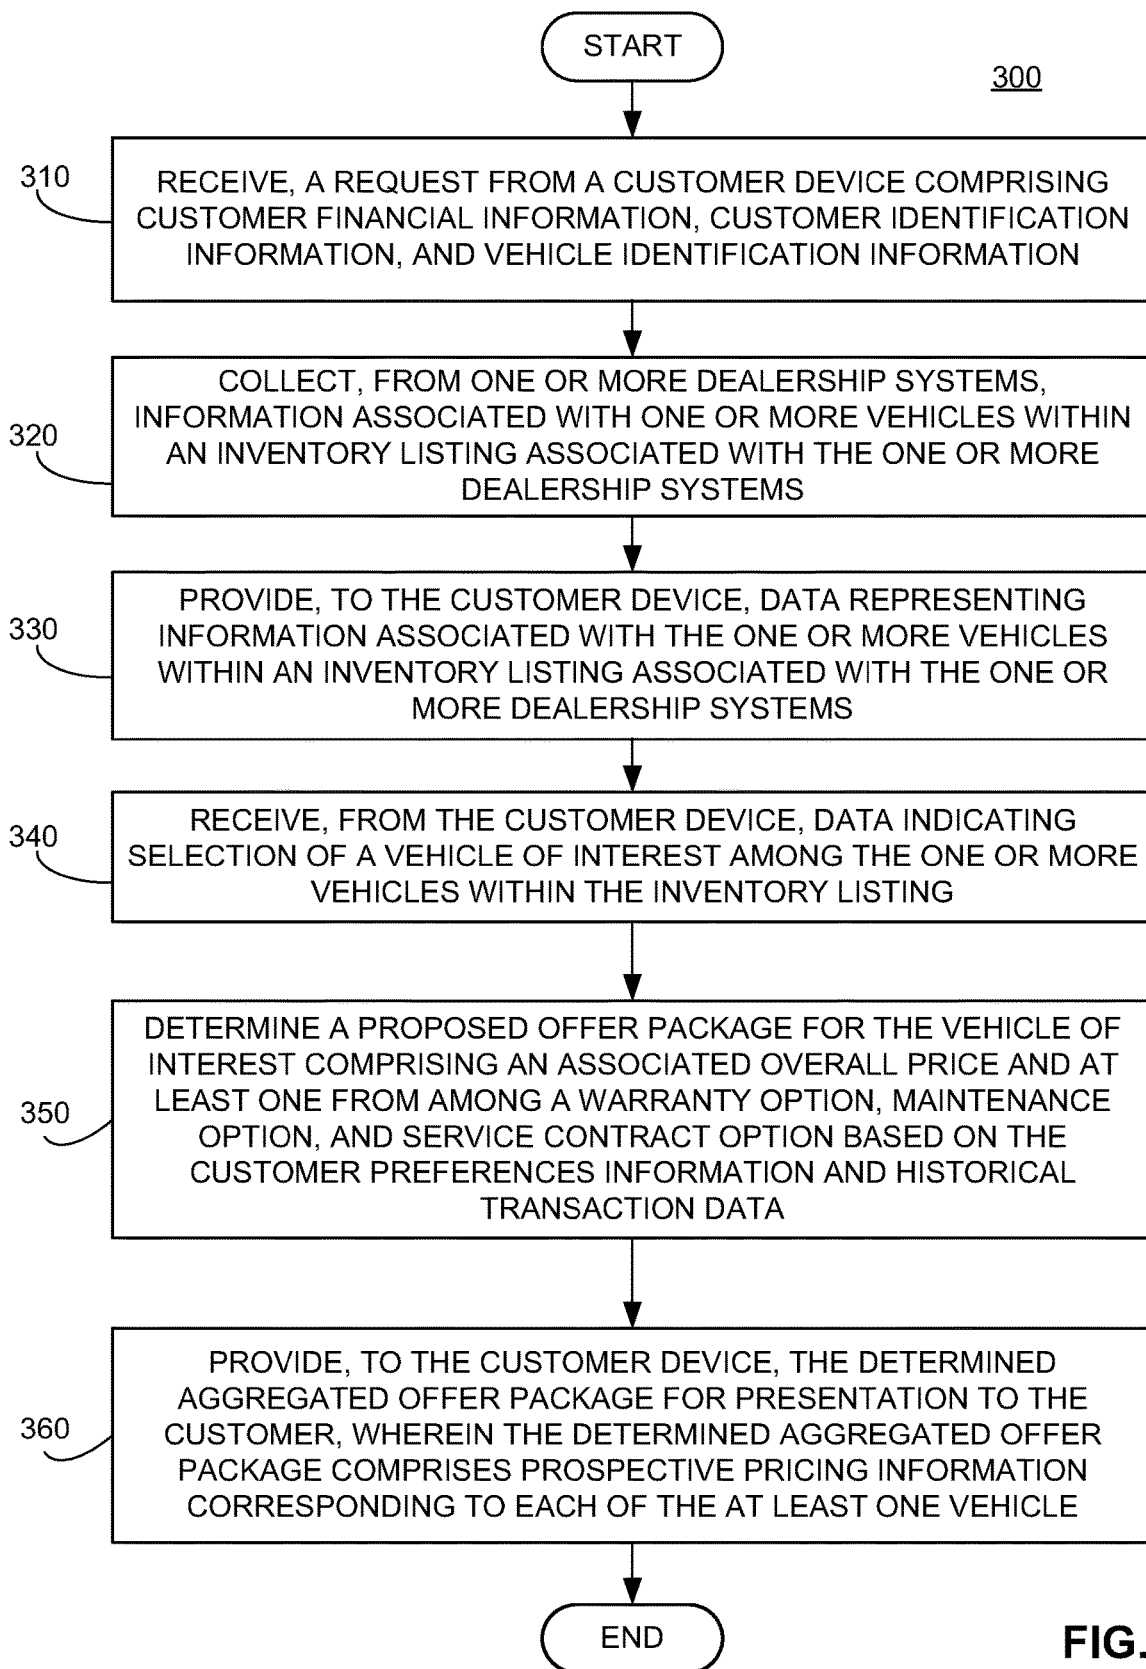 START
300
310
RECEIVE, A REQUEST FROM A CUSTOMER DEVICE COMPRISING
CUSTOMER FINANCIAL INFORMATION, CUSTOMER IDENTIFICATION
INFORMATION, AND VEHICLE IDENTIFICATION INFORMATION
320
COLLECT, FROM ONE OR MORE DEALERSHIP SYSTEMS,
INFORMATION ASSOCIATED WITH ONE OR MORE VEHICLES WITHIN
AN INVENTORY LISTING ASSOCIATED WITH THE ONE OR MORE
DEALERSHIP SYSTEMS
330
PROVIDE, TO THE CUSTOMER DEVICE, DATA REPRESENTING
INFORMATION ASSOCIATED WITH THE ONE OR MORE VEHICLES
WITHIN AN INVENTORY LISTING ASSOCIATED WITH THE ONE OR
MORE DEALERSHIP SYSTEMS
340
RECEIVE, FROM THE CUSTOMER DEVICE, DATA INDICATING
SELECTION OF A VEHICLE OF INTEREST AMONG THE ONE OR MORE
VEHICLES WITHIN THE INVENTORY LISTING
350
DETERMINE A PROPOSED OFFER PACKAGE FOR THE VEHICLE OF
INTEREST COMPRISING AN ASSOCIATED OVERALL PRICE AND AT
LEAST ONE FROM AMONG A WARRANTY OPTION, MAINTENANCE
OPTION, AND SERVICE CONTRACT OPTION BASED ON THE
CUSTOMER PREFERENCES INFORMATION AND HISTORICAL
TRANSACTION DATA
360
PROVIDE, TO THE CUSTOMER DEVICE, THE DETERMINED
AGGREGATED OFFER PACKAGE FOR PRESENTATION TO THE
CUSTOMER, WHEREIN THE DETERMINED AGGREGATED OFFER
PACKAGE COMPRISES PROSPECTIVE PRICING INFORMATION
CORRESPONDING TO EACH OF THE AT LEAST ONE VEHICLE
END
FIG.